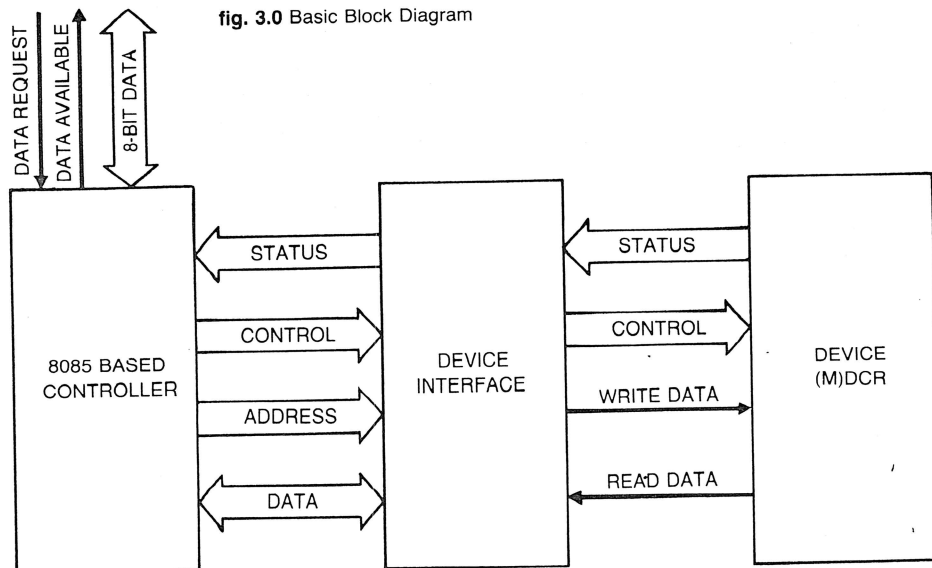 fig. 3.0 Basic Block Diagram
DATA REQUEST
DATA AVAILABLE
8-BIT DATA
STATUS
STATUS
CONTROL
CONTROL
8085 BASED
CONTROLLER
DEVICE
INTERFACE
DEVICE
(M)DCR
WRITE DATA
ADDRESS
READ DATA
DATA